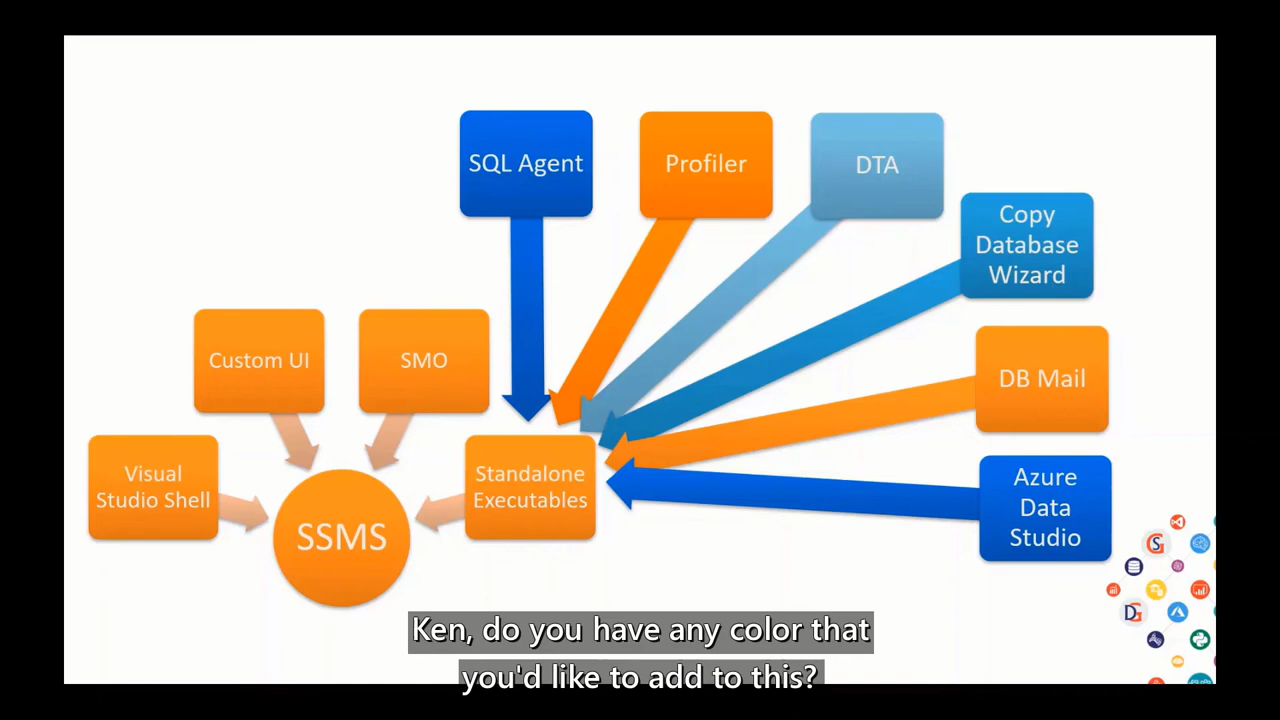 SQL Agent
Profiler
DTA
Copy
Database
Wizard
Custom UI
SMO
DB Mail
Visual
Studio Shell
SSMS
Standalone
Executables
Azure
Data
Studio
Ken, do you have any color that
you'd like to add to this?